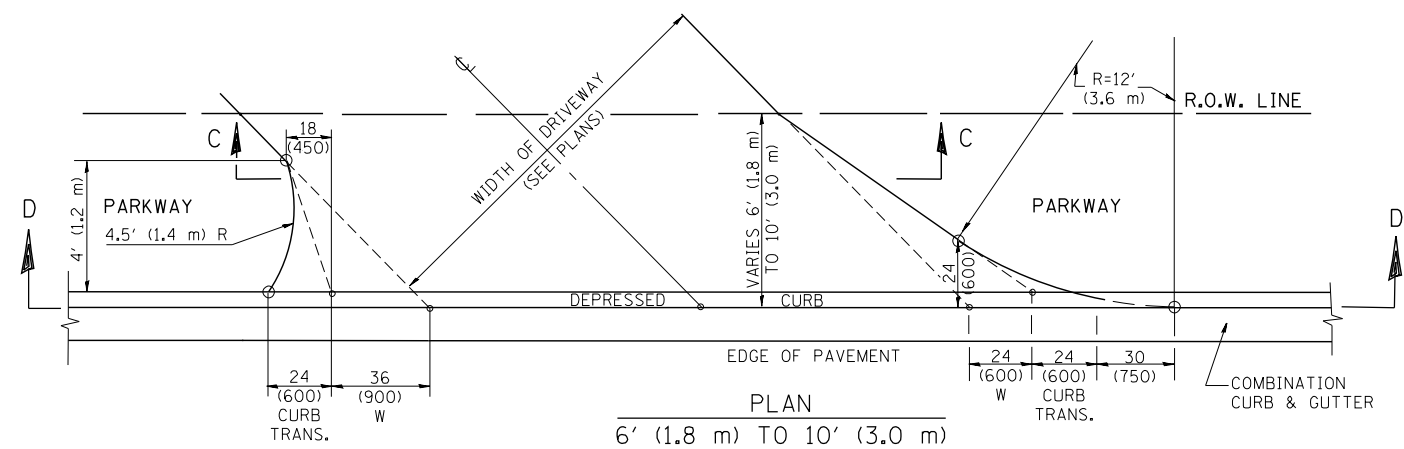 ℄
R=12'
(3.6 m)
R.O.W. LINE
C
18
(450)
WIDTH OF DRIVEWAY
(SEE PLANS)
VARIES 6' (1.8 m)
TO 10' (3.0 m)
C
D
4' (1.2 m)
PARKWAY
4.5' (1.4 m) R
PARKWAY
D
24
(600)
DEPRESSED CURB
EDGE OF PAVEMENT
24
(600)
CURB
TRANS.
36
(900)
W
24
(600)
W
24
(600)
CURB
TRANS.
30
(750)
COMBINATION
CURB & GUTTER
PLAN
6' (1.8 m) TO 10' (3.0 m)